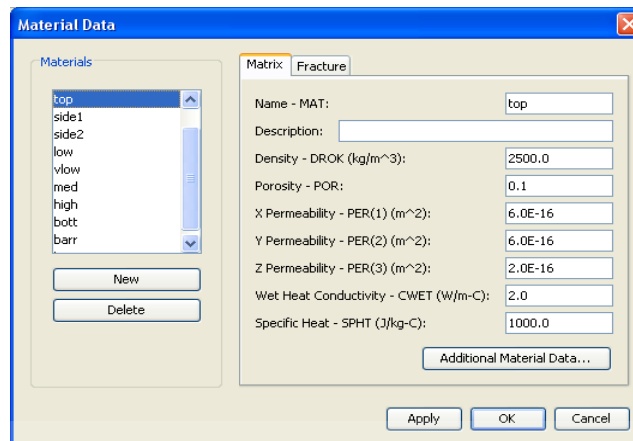 Material Data
Materials
top
side1
side2
low
vlow
med
high
bott
barr
New
Delete
Matrix Fracture
Name - MAT: top
Description:
Density - DROK (kg/m^3): 2500.0
Porosity - POR: 0.1
X Permeability - PER(1) (m^2): 6.0E-16
Y Permeability - PER(2) (m^2): 6.0E-16
Z Permeability - PER(3) (m^2): 2.0E-16
Wet Heat Conductivity - CWET (W/m-C): 2.0
Specific Heat - SPHT (J/kg-C): 1000.0
Additional Material Data...
Apply OK Cancel